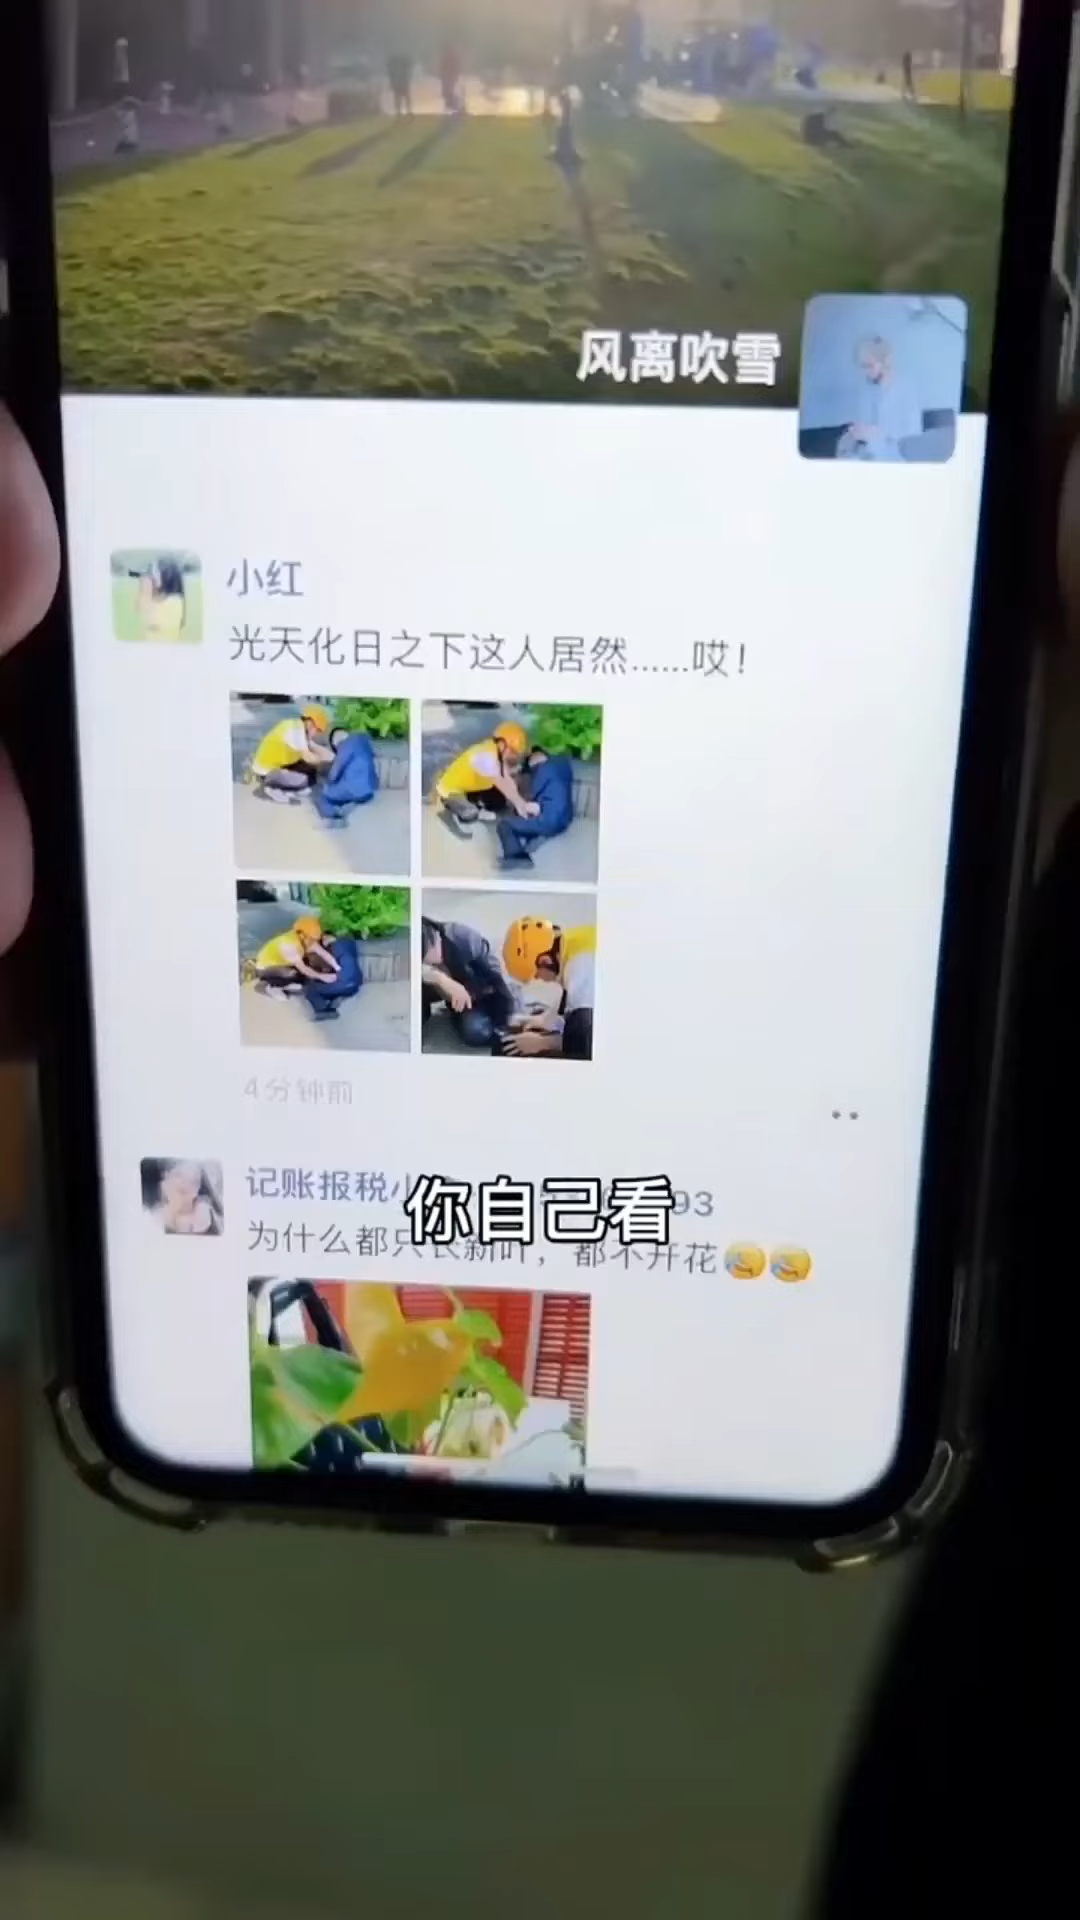 风离吹雪
小红
光天化日之下这人居然......哎!
4分钟前
记账报税
93
你自己看
为什么都只长新叶，都不开花